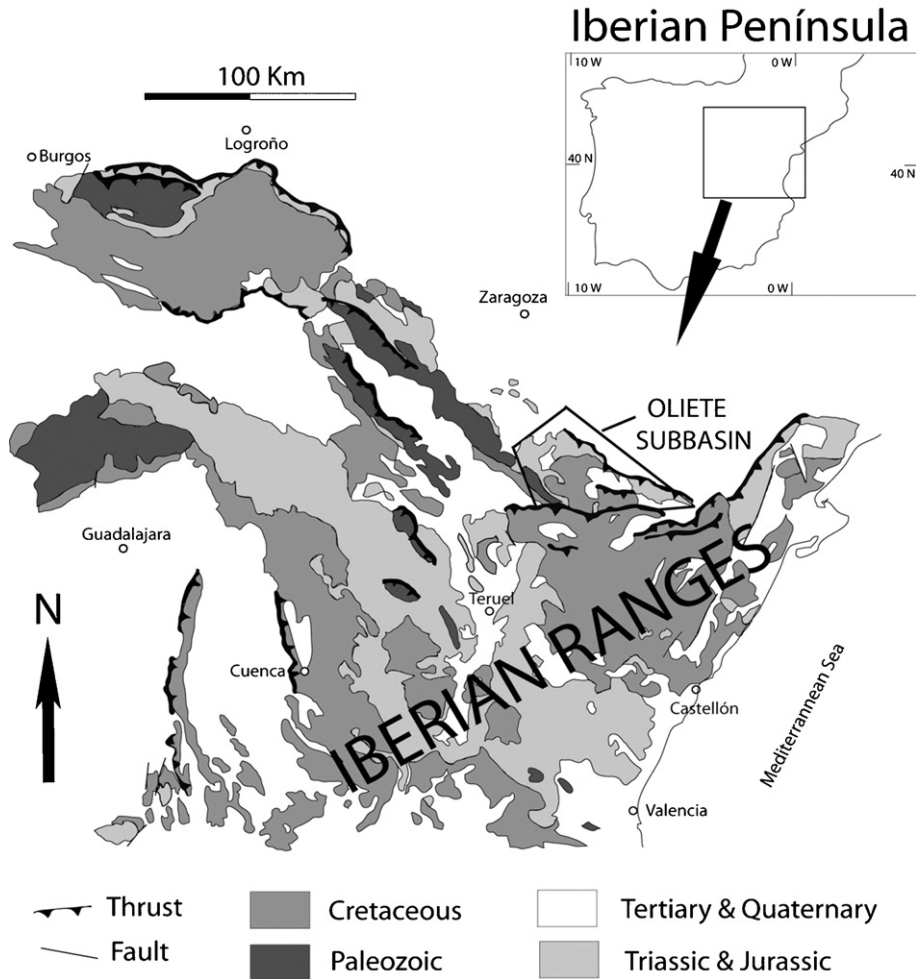 Iberian Península
10 W
0 W
40 N
40 N
10 W
0 W
100 Km
Logroño
Burgos
Zaragoza
OLIETE
SUBBASIN
Guadalajara
N
Teruel
Cuenca
IBERIAN RANGES
Castellón
Mediterrannean Sea
Valencia
Thrust
Cretaceous
Tertiary & Quaternary
Fault
Paleozoic
Triassic & Jurassic